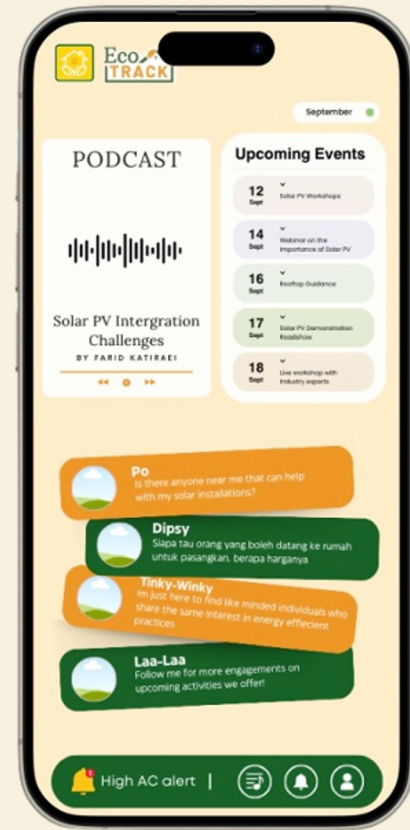 Eco
TRACK
September
PODCAST
Solar PV Intergration
Challenges
BY FARID KATIRAEI
Upcoming Events
12
Sept
Solar PV Workshops
14
Sept
Webinar on the
importance of Solar PV
16
Sept
Rooftop Guidance
17
Sept
Solar PV Demonstration
Roadshow
18
Sept
Live workshop with
industry experts
Po
Is there anyone near me that can help
with my solar installations?
Dipsy
Siapa tau orang yang boleh datang ke rumah
untuk pasangkan, berapa harganya
Tinky-Winky
Im just here to find like minded individuals who
share the same interest in energy effiecient
practices
Laa-Laa
Follow me for more engagements on
upcoming activities we offer!
High AC alert |